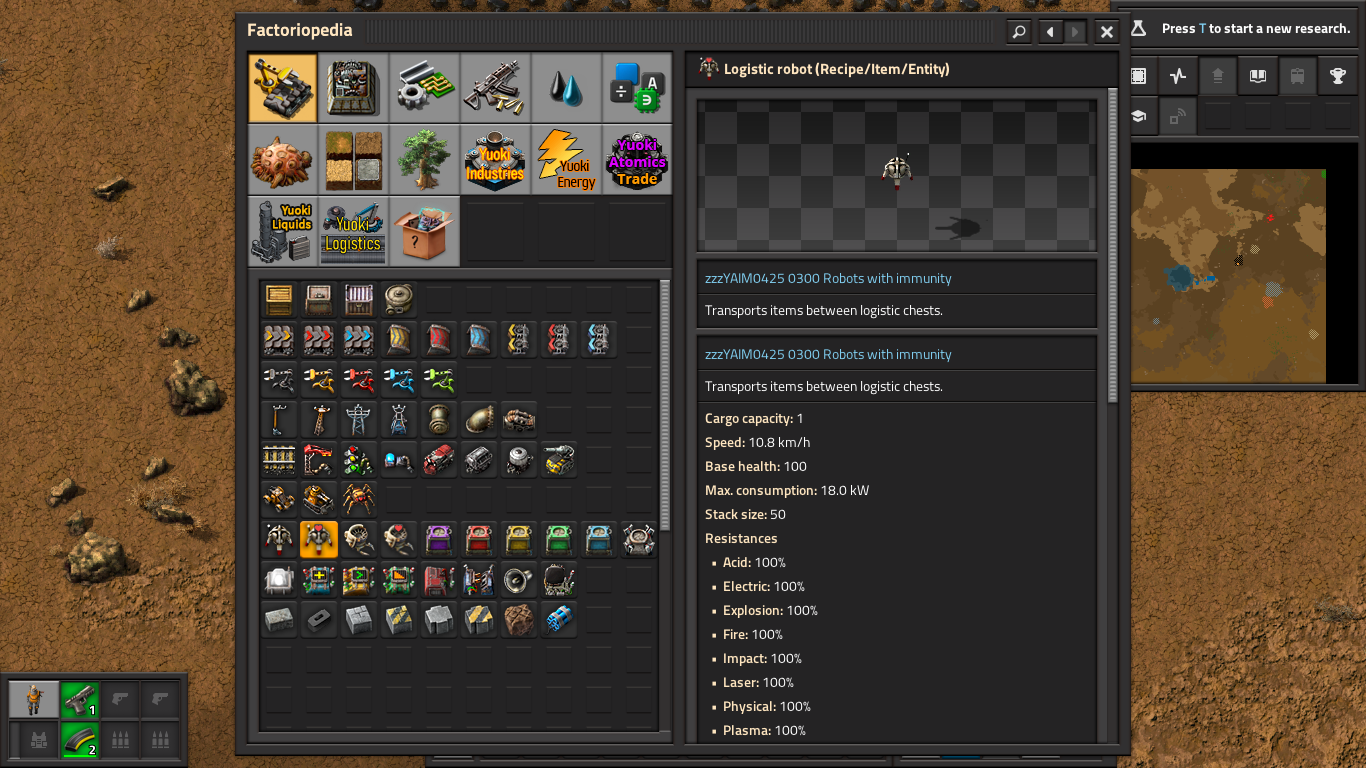 Factoriopedia
Press T to start a new research.
÷
A
Yuoki
Industries
Yuoki
Energy
Yuoki
Atomics
Trade
Yuoki
Liquids
Yuoki
Logistics
?
Logistic robot (Recipe/Item/Entity)
zzzYAIM0425 0300 Robots with immunity
Transports items between logistic chests.
zzzYAIM0425 0300 Robots with immunity
Transports items between logistic chests.
Cargo capacity: 1
Speed: 10.8 km/h
Base health: 100
Max. consumption: 18.0 kW
Stack size: 50
Resistances
▪ Acid: 100%
▪ Electric: 100%
▪ Explosion: 100%
▪ Fire: 100%
▪ Impact: 100%
▪ Laser: 100%
▪ Physical: 100%
▪ Plasma: 100%
1
2